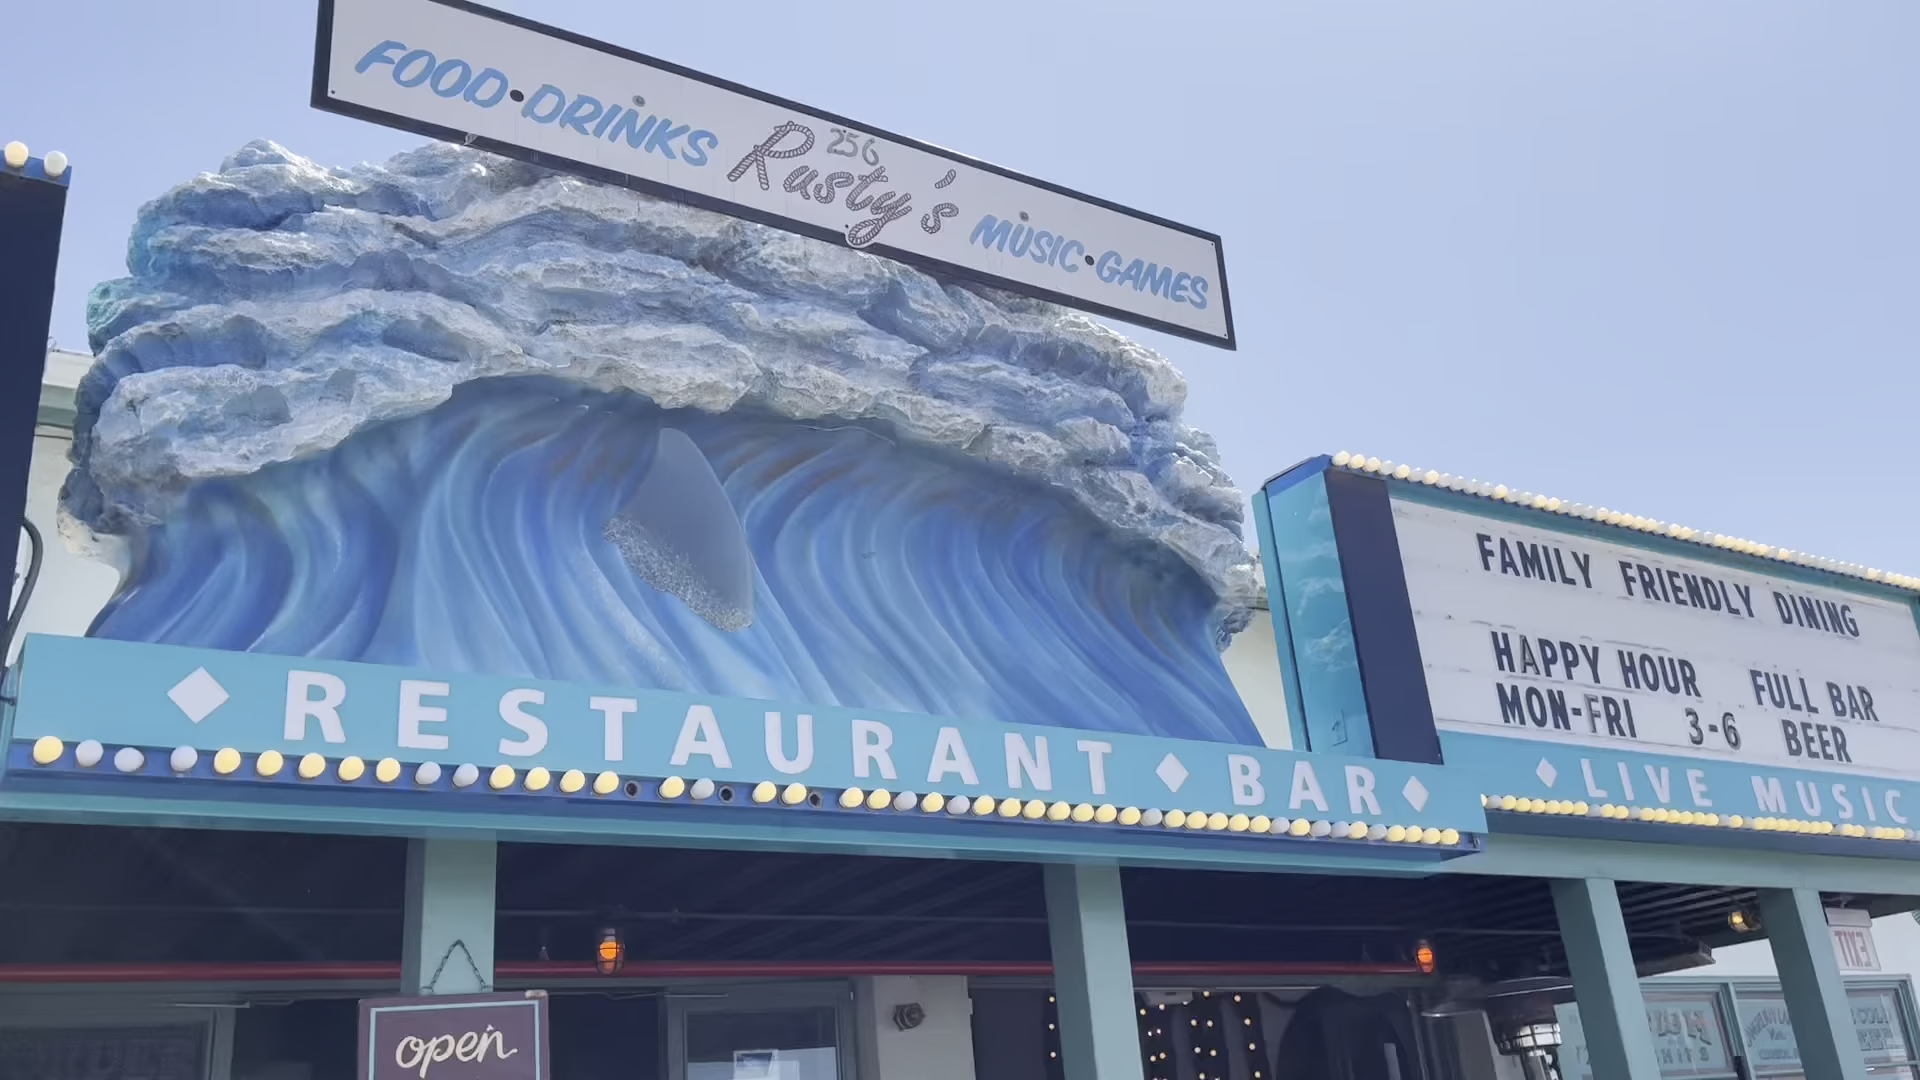 FOOD•DRINKS 256 Rusty's MUSIC•GAMES
RESTAURANT BAR
FAMILY FRIENDLY DINING
HAPPY HOUR FULL BAR
MON-FRI 3-6 BEER
LIVE MUSIC
open
EXIT